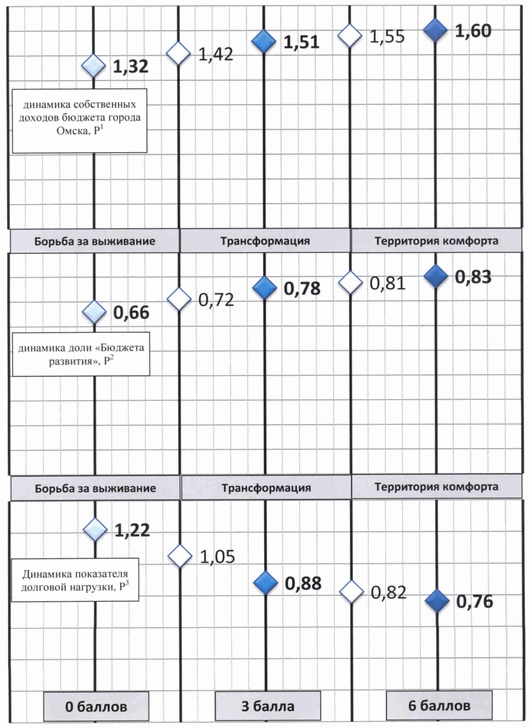 1,32
1,42
1,51
1,55
1,60
динамика собственных
доходов бюджета города
Омска, Р1
Борьба за выживание
Трансформация
Территория комфорта
0,66
0,72
0,78
0,81
0,83
динамика доли «Бюджета
развития», Р2
Борьба за выживание
Трансформация
Территория комфорта
1,22
1,05
0,88
0,82
0,76
Динамика показателя
долговой нагрузки, Р3
0 баллов
3 балла
6 баллов